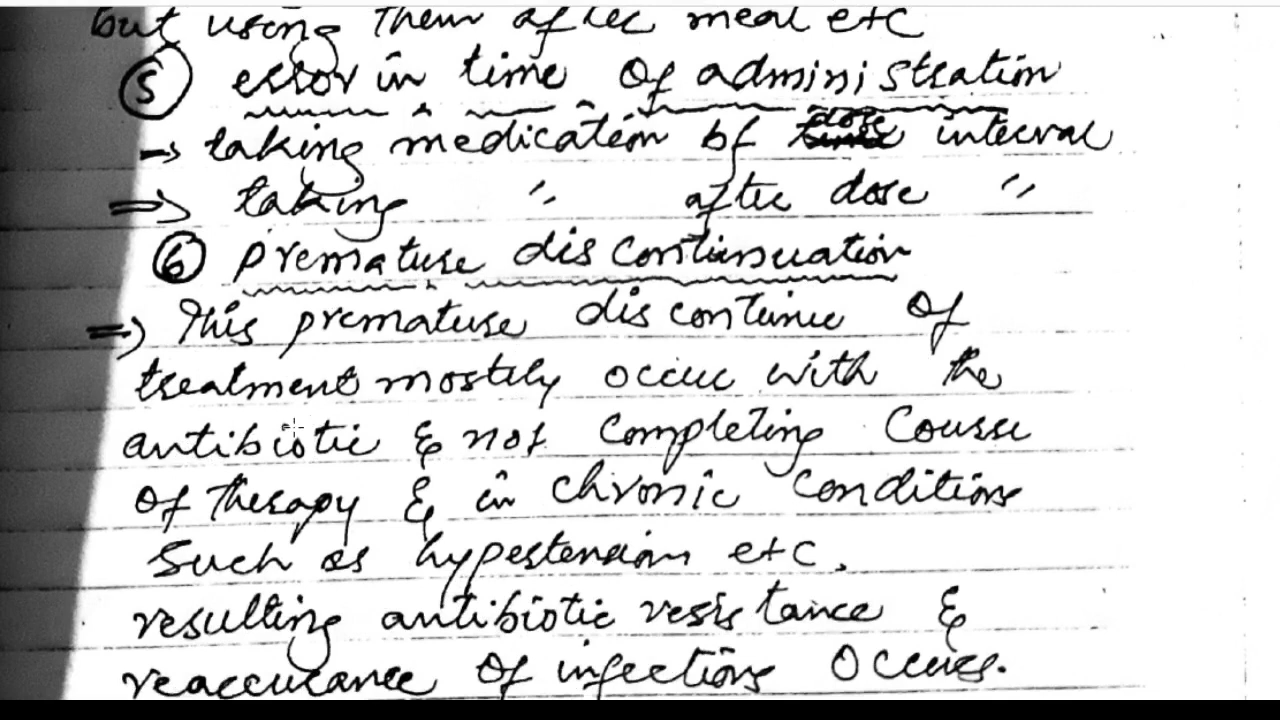 but using them after meal etc
(5) error in time of administration
→ taking medication bf dose interval
⇒ taking " after dose "
(6) premature discontinuation
⇒ This premature discontinue of
treatment mostely occur with the
antibiotic & not completing course
of therapy & in chronic conditions
Such as hypertension etc.
resulting antibiotic resistance &
reaccurance of infections occurs.